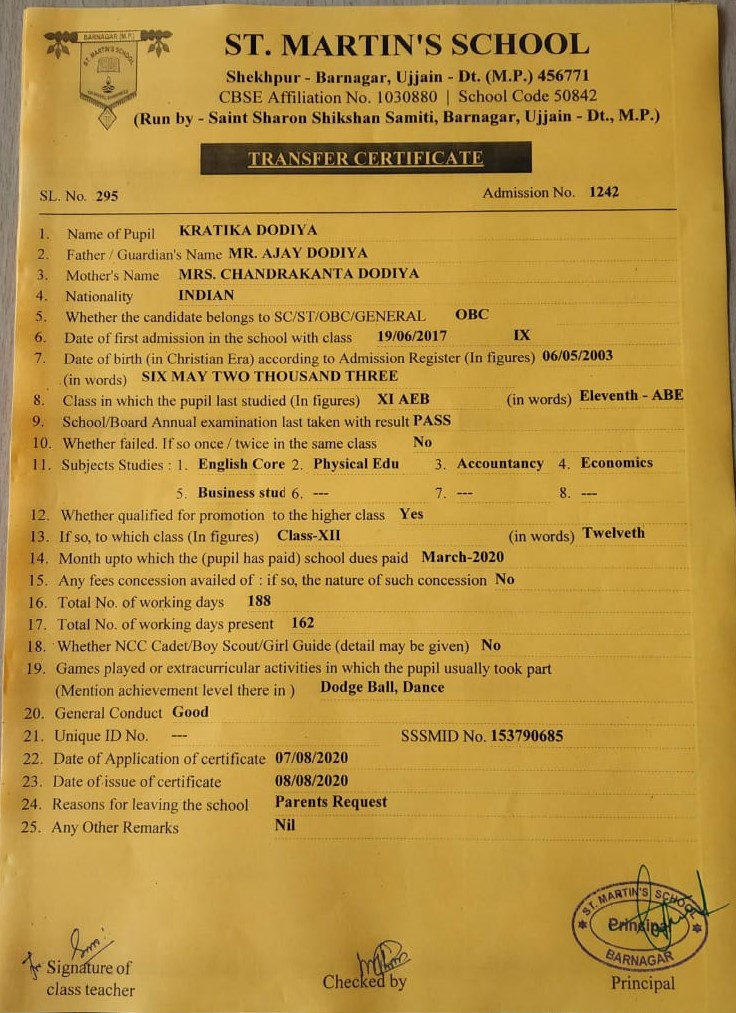 BARNAGAR (M.P.)
ST. MARTIN'S SCHOOL
ST. MARTIN'S SCHOOL
Shekhpur - Barnagar, Ujjain - Dt. (M.P.) 456771
CBSE Affiliation No. 1030880 | School Code 50842
(Run by - Saint Sharon Shikshan Samiti, Barnagar, Ujjain - Dt., M.P.)
TRANSFER CERTIFICATE
SL. No. 295 Admission No. 1242
1. Name of Pupil KRATIKA DODIYA
2. Father / Guardian's Name MR. AJAY DODIYA
3. Mother's Name MRS. CHANDRAKANTA DODIYA
4. Nationality INDIAN
5. Whether the candidate belongs to SC/ST/OBC/GENERAL OBC
6. Date of first admission in the school with class 19/06/2017 IX
7. Date of birth (in Christian Era) according to Admission Register (In figures) 06/05/2003
(in words) SIX MAY TWO THOUSAND THREE
8. Class in which the pupil last studied (In figures) XI AEB (in words) Eleventh - ABE
9. School/Board Annual examination last taken with result PASS
10. Whether failed. If so once / twice in the same class No
11. Subjects Studies : 1. English Core 2. Physical Edu 3. Accountancy 4. Economics
5. Business stud 6. --- 7. --- 8. ---
12. Whether qualified for promotion to the higher class Yes
13. If so, to which class (In figures) Class-XII (in words) Twelveth
14. Month upto which the (pupil has paid) school dues paid March-2020
15. Any fees concession availed of : if so, the nature of such concession No
16. Total No. of working days 188
17. Total No. of working days present 162
18. Whether NCC Cadet/Boy Scout/Girl Guide (detail may be given) No
19. Games played or extracurricular activities in which the pupil usually took part
(Mention achievement level there in ) Dodge Ball, Dance
20. General Conduct Good
21. Unique ID No. --- SSSMID No. 153790685
22. Date of Application of certificate 07/08/2020
23. Date of issue of certificate 08/08/2020
24. Reasons for leaving the school Parents Request
25. Any Other Remarks Nil
ST. MARTIN'S SCHOOL
Principal
BARNAGAR
Signature of
class teacher
Checked by
Principal